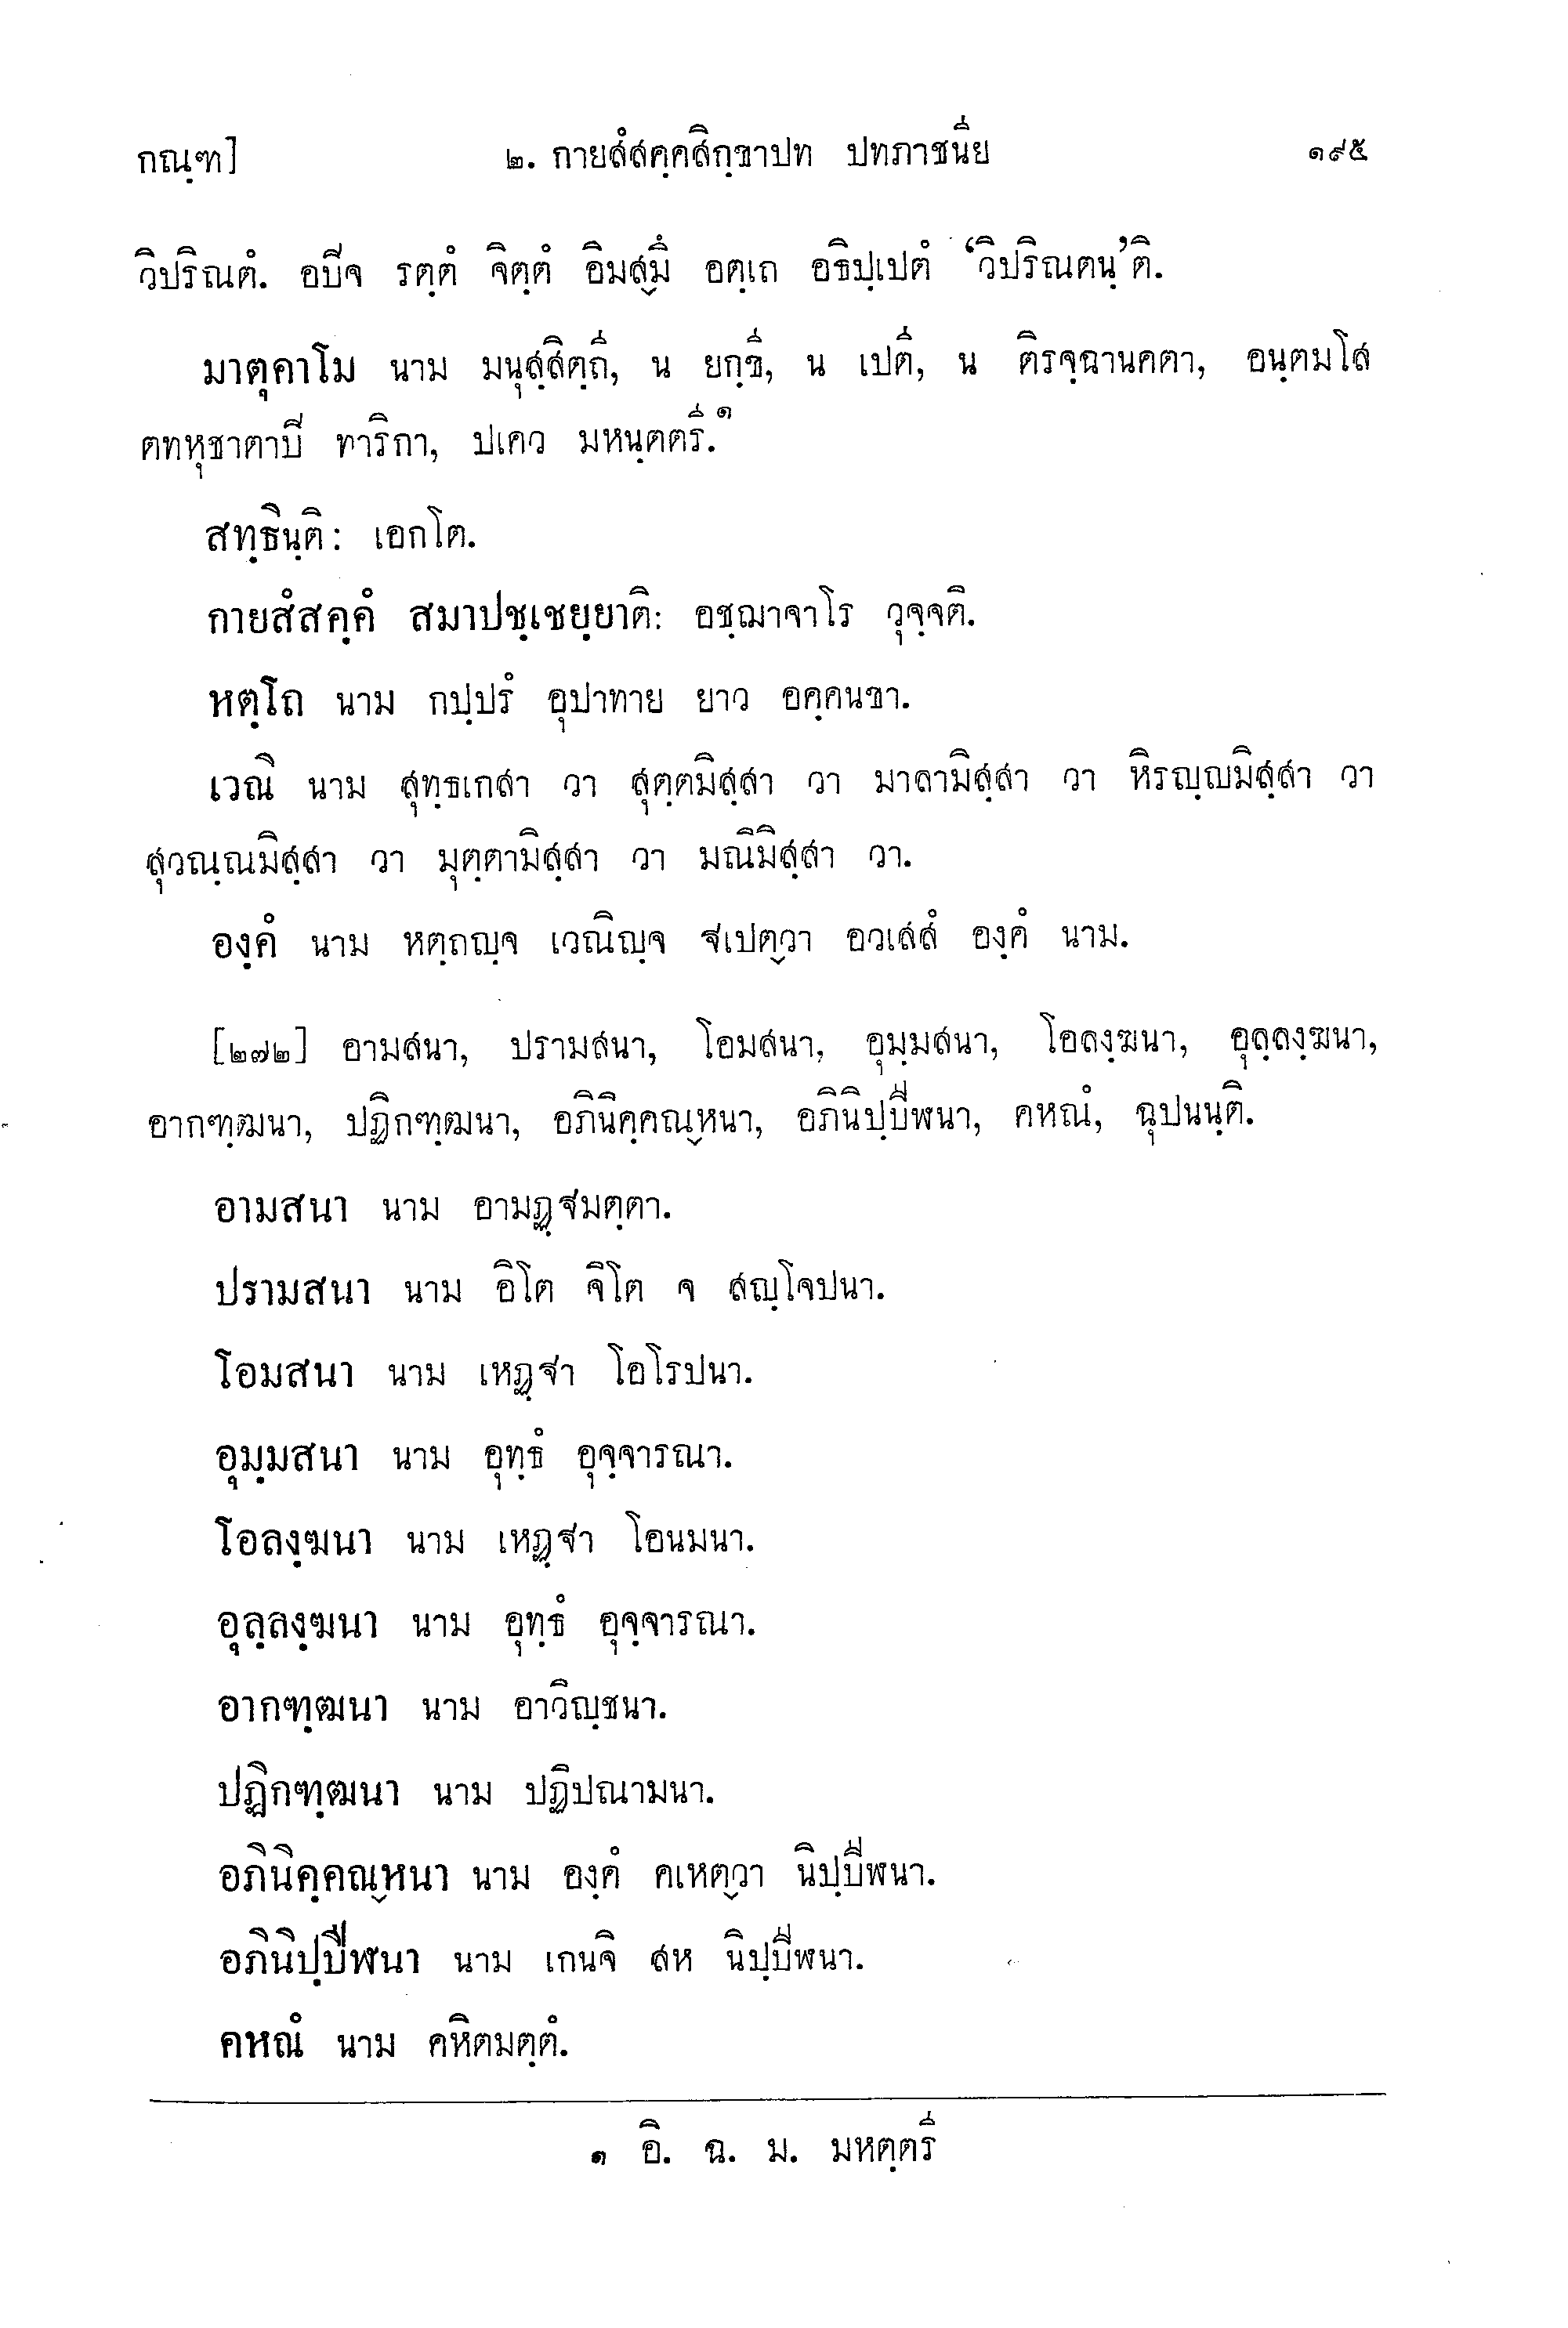 กณฺฑ] ๒. กายสํสคฺคสิกฺขาปท ปทภาชนีย ๑๙๕
วิปริณตํ. อปิจ รตฺตํ จิตฺตํ อิมสฺมึ อตฺเถ อธิปฺเปตํ ‘วิปริณตนฺ’ติ.
มาตุคาโม นาม มนุสฺสิตฺถี, น ยกฺขี, น เปตี, น ติรจฺฉานคตา, อนฺตมโส
ตทหุชาตาปิ ทาริกา, ปเคว มหนฺตตรี.๑
สทฺธินฺติ: เอกโต.
กายสํสคฺคํ สมาปชฺเชยฺยาติ: อชฺฌาจาโร วุจฺจติ.
หตฺโถ นาม กปฺปรํ อุปาทาย ยาว อคฺคนขา.
เวณิ นาม สุทฺธเกสา วา สุตฺตมิสฺสา วา มาลามิสฺสา วา หิรญฺญมิสฺสา วา
สุวณฺณมิสฺสา วา มุตฺตามิสฺสา วา มณิมิสฺสา วา.
องฺคํ นาม หตฺถญฺจ เวณิญฺจ ฐเปตฺวา อวเสสํ องฺคํ นาม.
[๒๗๒] อามสนา, ปรามสนา, โอมสนา, อุมฺมสนา, โอลงฺฆนา, อุลฺลงฺฆนา,
อากฑฺฒนา, ปฏิกฑฺฒนา, อภินิคฺคณฺหนา, อภินิปฺปีฬนา, คหณํ, ฉุปนนฺติ.
อามสนา นาม อามฏฺฐมตฺตา.
ปรามสนา นาม อิโต จิโต จ สญฺโจปนา.
โอมสนา นาม เหฏฺฐา โอโรปนา.
อุมฺมสนา นาม อุทฺธํ อุจฺจารณา.
โอลงฺฆนา นาม เหฏฺฐา โอนมนา.
อุลฺลงฺฆนา นาม อุทฺธํ อุจฺจารณา.
อากฑฺฒนา นาม อาวิญฺชนา.
ปฏิกฑฺฒนา นาม ปฏิปณามนา.
อภินิคฺคณฺหนา นาม องฺคํ คเหตฺวา นิปฺปีฬนา.
อภินิปฺปีฬนา นาม เกนจิ สห นิปฺปีฬนา.
คหณํ นาม คหิตมตฺตํ.
๑ อิ. ฉ. ม. มหตฺตรี